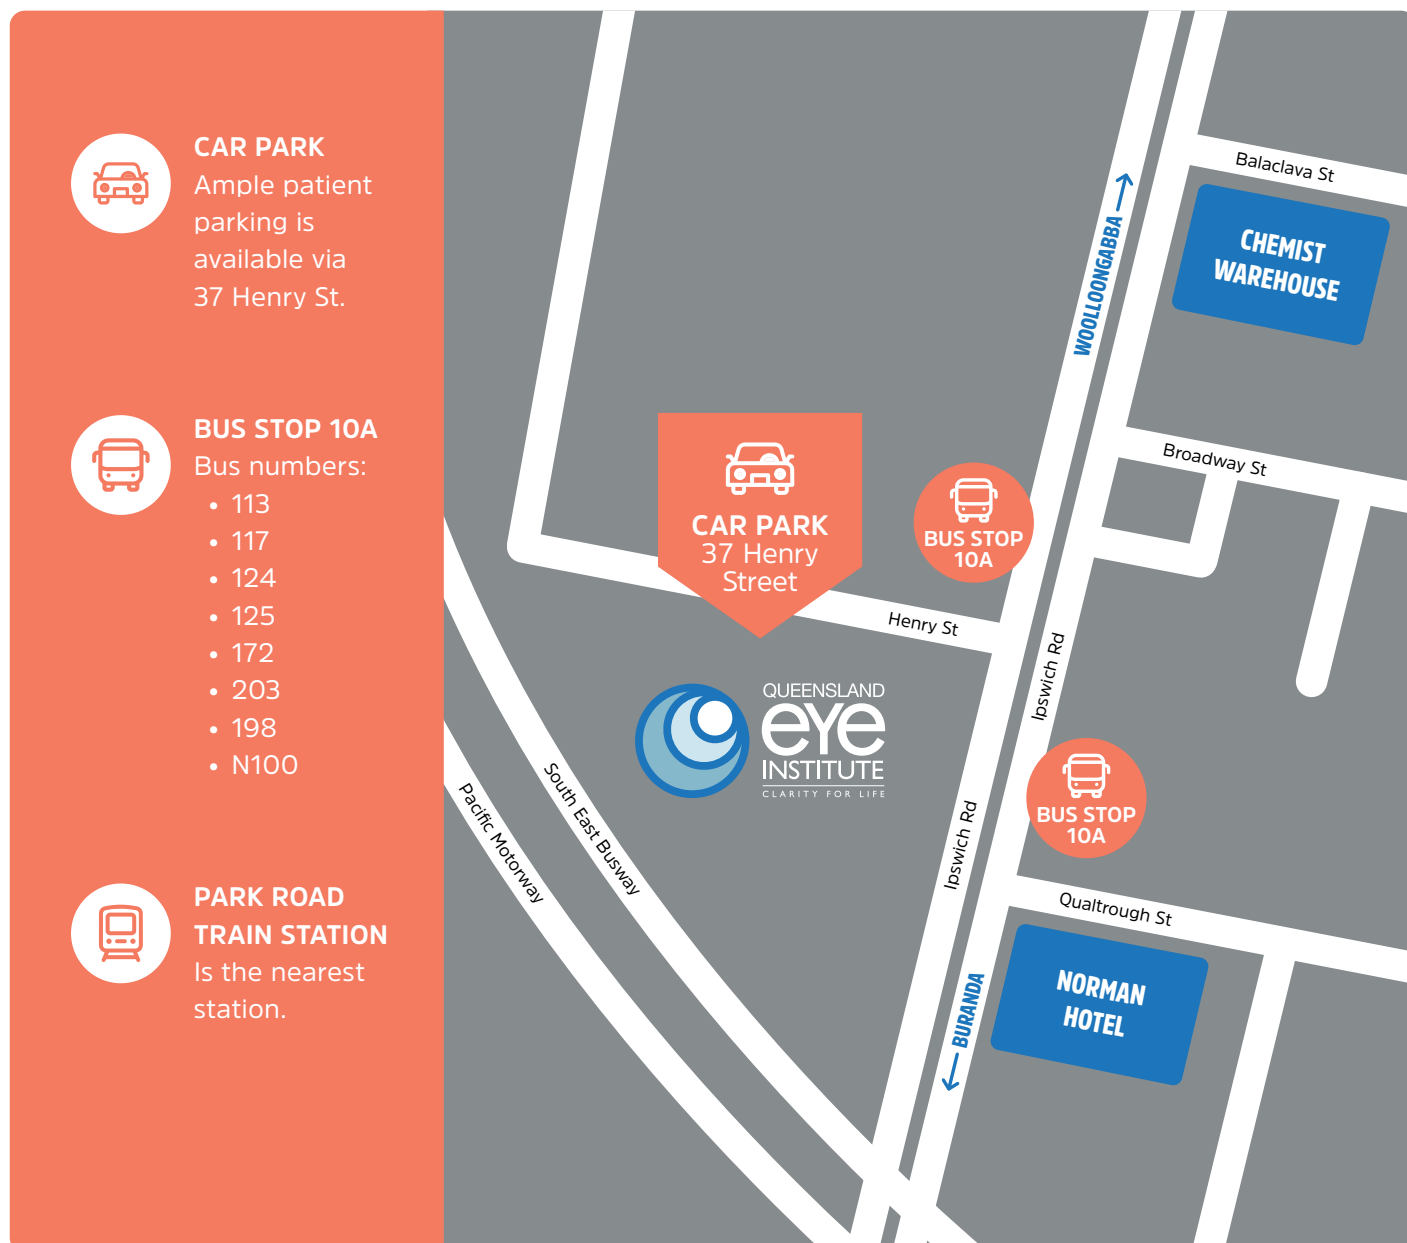 CAR PARK
Ample patient
parking is
available via
37 Henry St.
BUS STOP 10A
Bus numbers:
• 113
• 117
• 124
• 125
• 172
• 203
• 198
• N100
PARK ROAD
TRAIN STATION
Is the nearest
station.
Balaclava St
CHEMIST
WAREHOUSE
WOOLLOONGABBA
Broadway St
CAR PARK
37 Henry
Street
BUS STOP
10A
Henry St
Ipswich Rd
QUEENSLAND
eye
INSTITUTE
CLARITY FOR LIFE
BUS STOP
10A
South East Busway
Pacific Motorway
Ipswich Rd
Qualtrough St
NORMAN
HOTEL
BURANDA